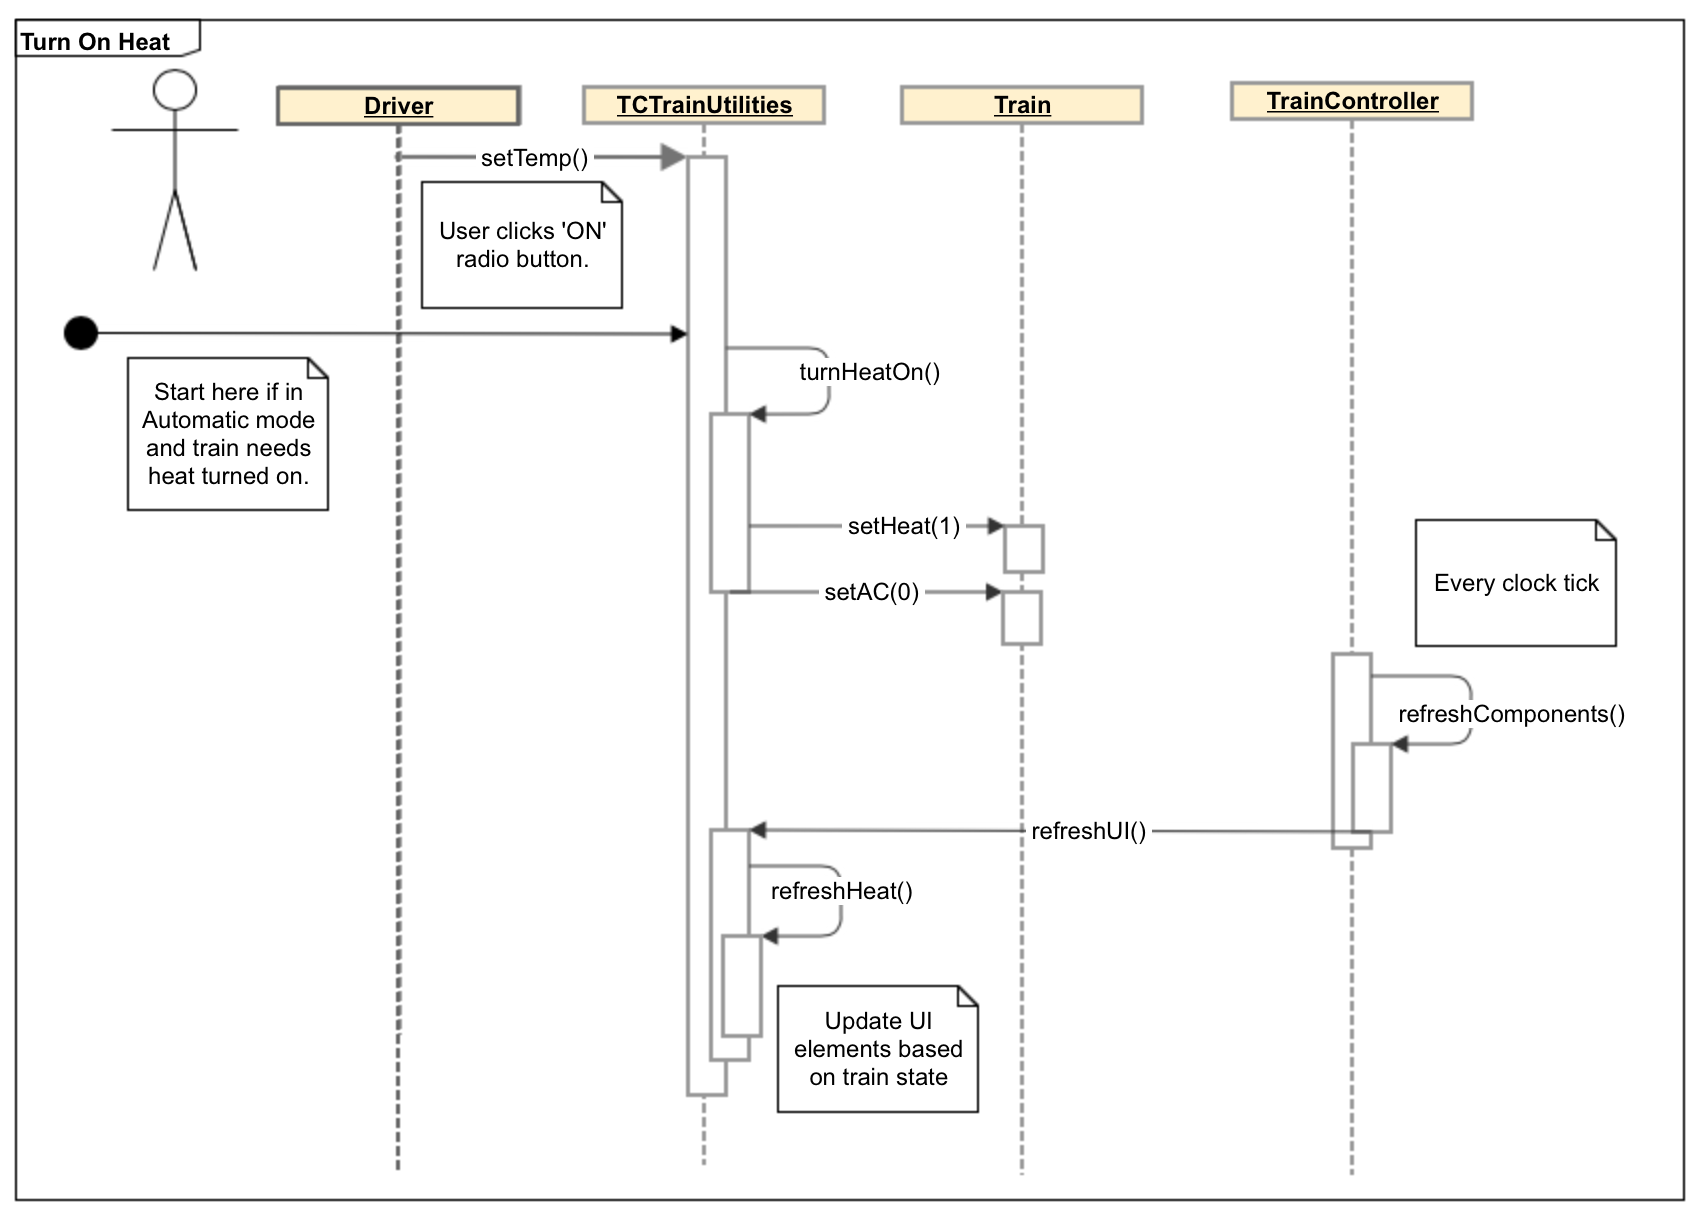 Turn On Heat
Driver
TCTrainUtilities
Train
TrainController
setTemp()
User clicks 'ON'
radio button.
Start here if in
Automatic mode
and train needs
heat turned on.
turnHeatOn()
setHeat(1)
setAC(0)
Every clock tick
refreshComponents()
refreshUI()
refreshHeat()
Update UI
elements based
on train state